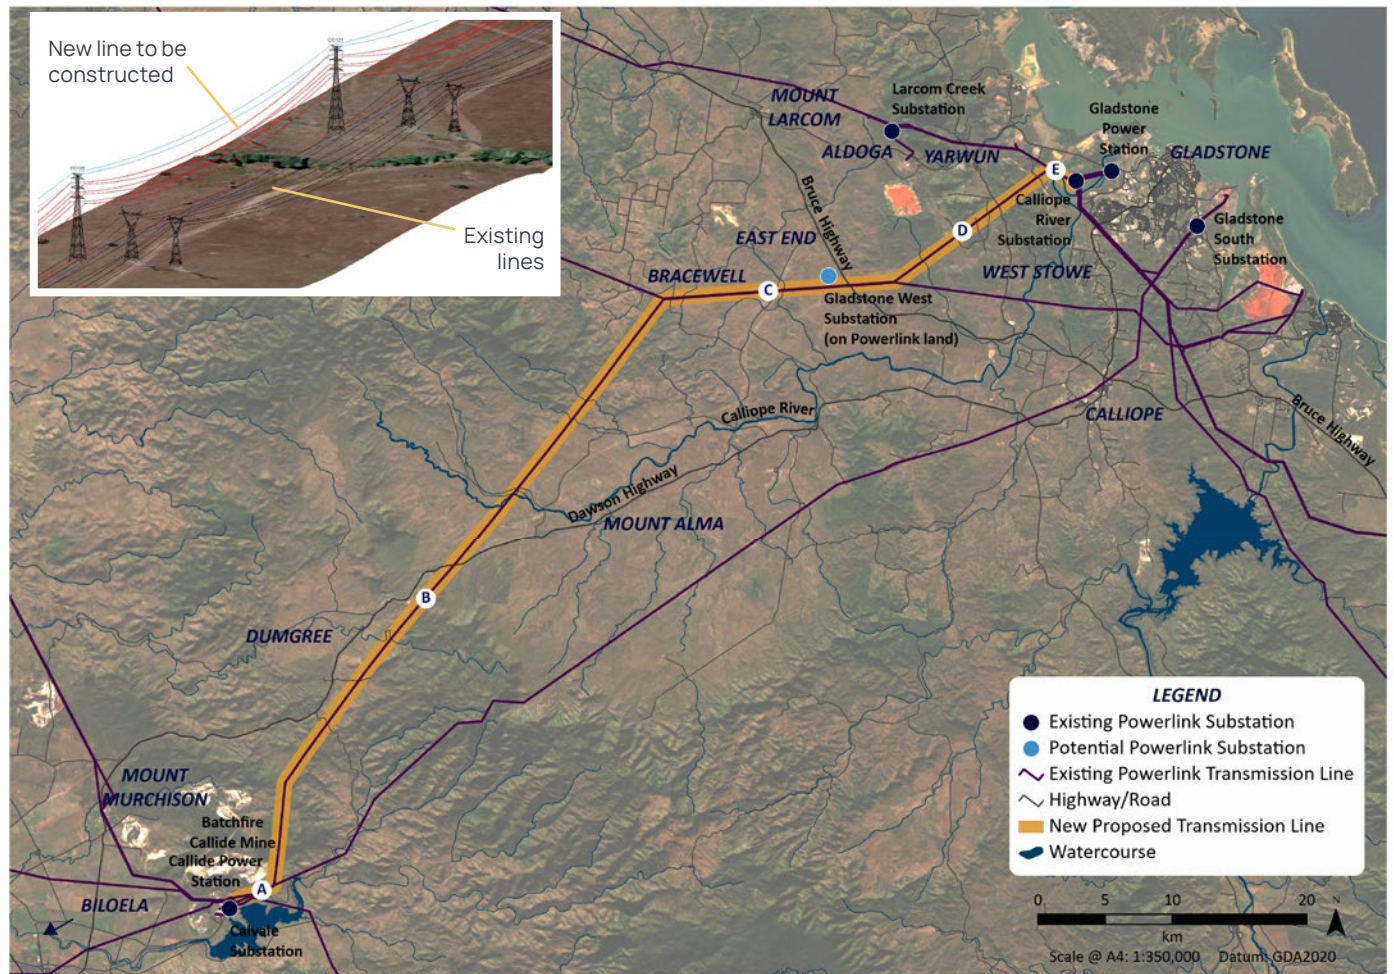 New line to be
constructed
Existing
lines
MOUNT
LARCOM
Larcom Creek
Substation
Gladstone
Power
Station
ALDOGA
YARWUN
GLADSTONE
E
Calliope
River
Substation
Bruce Highway
D
Gladstone
South
Substation
EAST END
BRACEWELL
WEST STOWE
C
Gladstone West
Substation
(on Powerlink land)
Calliope River
CALLIOPE
Bruce Highway
Dawson Highway
MOUNT ALMA
B
DUMGREE
MOUNT
MURCHISON
Batchfire
Callide Mine
Callide Power
Station
A
BILOELA
Calvale
Substation
LEGEND
Existing Powerlink Substation
Potential Powerlink Substation
Existing Powerlink Transmission Line
Highway/Road
New Proposed Transmission Line
Watercourse
0 5 10 20
km
N
Scale @ A4: 1:350,000 Datum: GDA2020